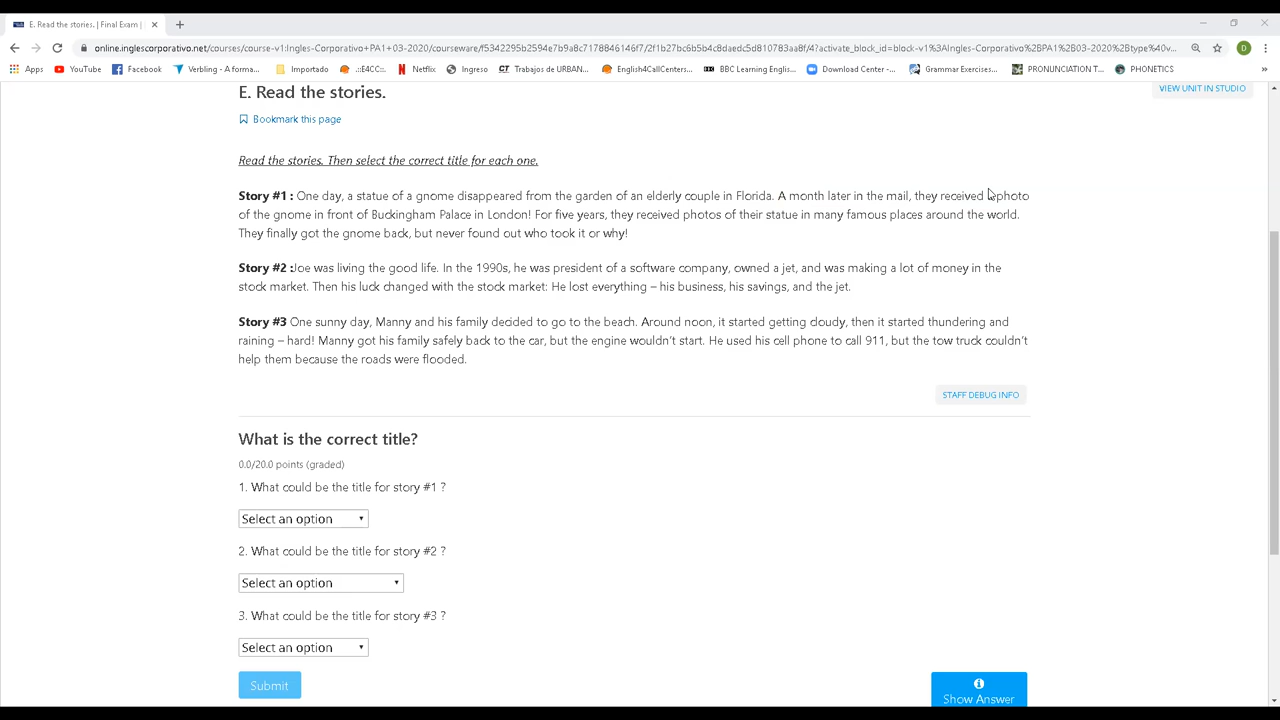 E. Read the stories. | Final Exam |
online.inglescorporativo.net/courses/course-v1:Ingles-Corporativo+PA1+03-2020/courseware/f5342295b2594e7b9a8c7178846146f7/2f1b27bc6b5b4c8daedc5d810783aa8f/4?activate_block_id=block-v1%3AIngles-Corporativo%2BPA1%2B03-2020%2Btype%40v...
D
Apps YouTube Facebook Verbling - A forma... Importado .::E4CC::. Netflix Ingreso Trabajos de URBAN... English4CallCenters... BBC Learning Englis... Download Center -... Grammar Exercises... PRONUNCIATION T... PHONETICS »
E. Read the stories.
VIEW UNIT IN STUDIO
Bookmark this page
Read the stories. Then select the correct title for each one.
Story #1 : One day, a statue of a gnome disappeared from the garden of an elderly couple in Florida. A month later in the mail, they received a photo
of the gnome in front of Buckingham Palace in London! For five years, they received photos of their statue in many famous places around the world.
They finally got the gnome back, but never found out who took it or why!
Story #2 :Joe was living the good life. In the 1990s, he was president of a software company, owned a jet, and was making a lot of money in the
stock market. Then his luck changed with the stock market: He lost everything – his business, his savings, and the jet.
Story #3 One sunny day, Manny and his family decided to go to the beach. Around noon, it started getting cloudy, then it started thundering and
raining – hard! Manny got his family safely back to the car, but the engine wouldn't start. He used his cell phone to call 911, but the tow truck couldn't
help them because the roads were flooded.
STAFF DEBUG INFO
What is the correct title?
0.0/20.0 points (graded)
1. What could be the title for story #1 ?
Select an option
2. What could be the title for story #2 ?
Select an option
3. What could be the title for story #3 ?
Select an option
Submit
Show Answer